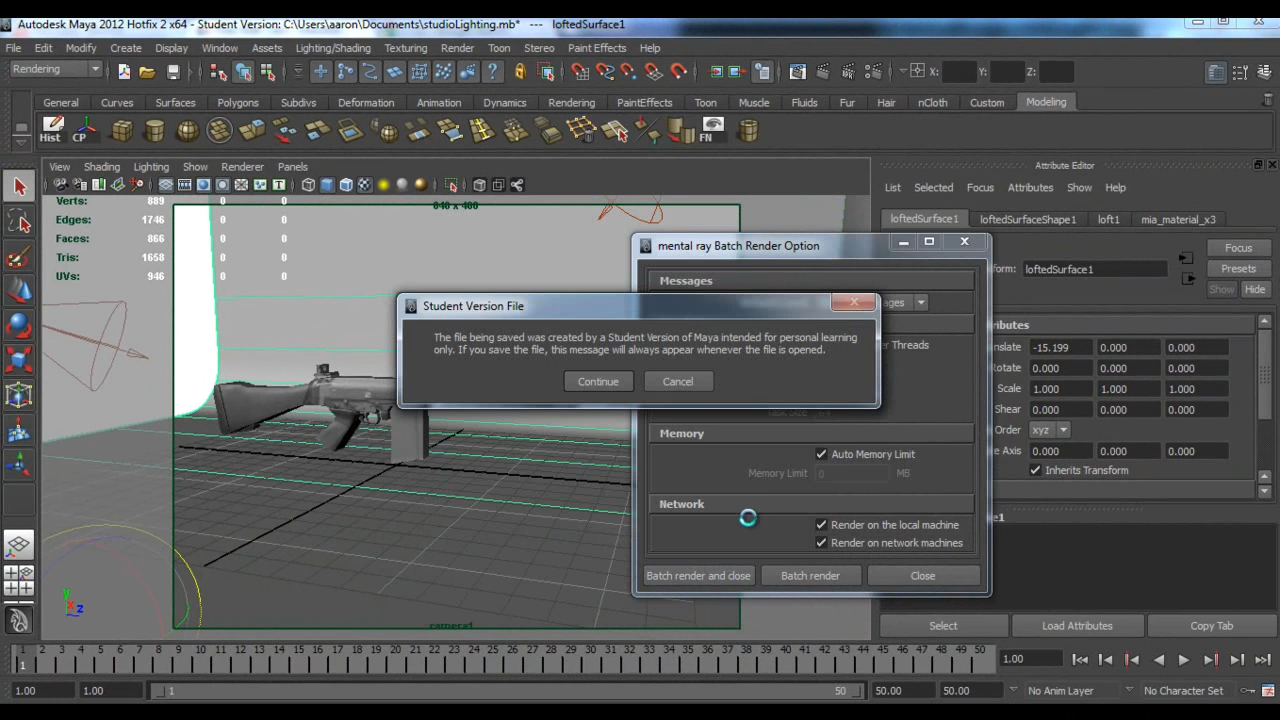 Autodesk Maya 2012 Hotfix 2 x64 - Student Version: C:\Users\aaron\Documents\studioLighting.mb* --- loftedSurface1
File Edit Modify Create Display Window Assets Lighting/Shading Texturing Render Toon Stereo Paint Effects Help
Rendering X: Y: Z:
General Curves Surfaces Polygons Subdivs Deformation Animation Dynamics Rendering PaintEffects Toon Muscle Fluids Fur Hair nCloth Custom Modeling
Hist CP FN
View Shading Lighting Show Renderer Panels
Attribute Editor
List Selected Focus Attributes Show Help
Verts: 889 0 0
Edges: 1746 0 0
Faces: 866 0 0
Tris: 1658 0 0
UVs: 946 0 0
loftedSurface1 loftedSurfaceShape1 loft1 mia_material_x3
form: loftedSurface1
Focus
Presets
Show Hide
mental ray Batch Render Option
Messages
ages
er Threads
Student Version File
The file being saved was created by a Student Version of Maya intended for personal learning
only. If you save the file, this message will always appear whenever the file is opened.
Continue Cancel
Task Size 64
Memory
Auto Memory Limit
Memory Limit 0 MB
Network
Render on the local machine
Render on network machines
Batch render and close Batch render Close
ttributes
anslate -15.199 0.000 0.000
Rotate 0.000 0.000 0.000
Scale 1.000 1.000 1.000
Shear 0.000 0.000 0.000
Order xyz
e Axis 0.000 0.000 0.000
Inherits Transform
e1
Select Load Attributes Copy Tab
y x z
camera1
1 2 3 4 5 6 7 8 9 10 11 12 13 14 15 16 17 18 19 20 21 22 23 24 25 26 27 28 29 30 31 32 33 34 35 36 37 38 39 40 41 42 43 44 45 46 47 48 49 50
1 1.00
1.00 1.00 1 50 50.00 50.00 No Anim Layer No Character Set